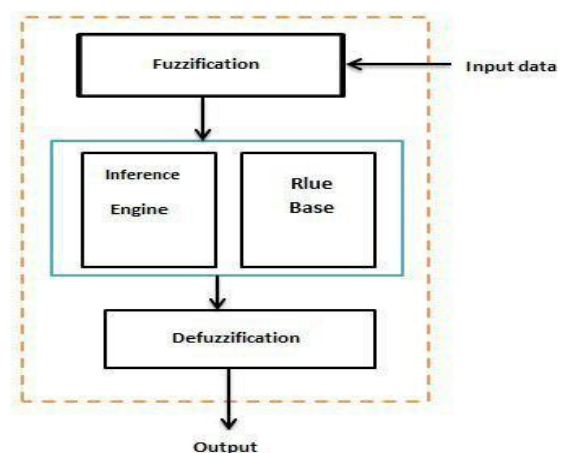 Fuzzification
Input data
Inference
Engine
Rlue
Base
Defuzzification
Output